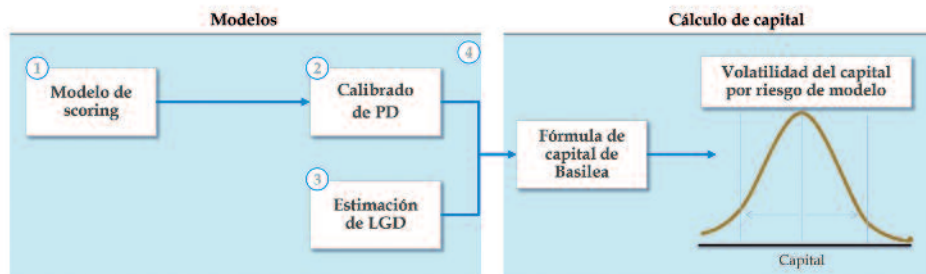 Modelos
Cálculo de capital
1
Modelo de
scoring
2
Calibrado
de PD
3
Estimación
de LGD
4
Fórmula de
capital de
Basilea
Volatilidad del capital
por riesgo de modelo
Capital